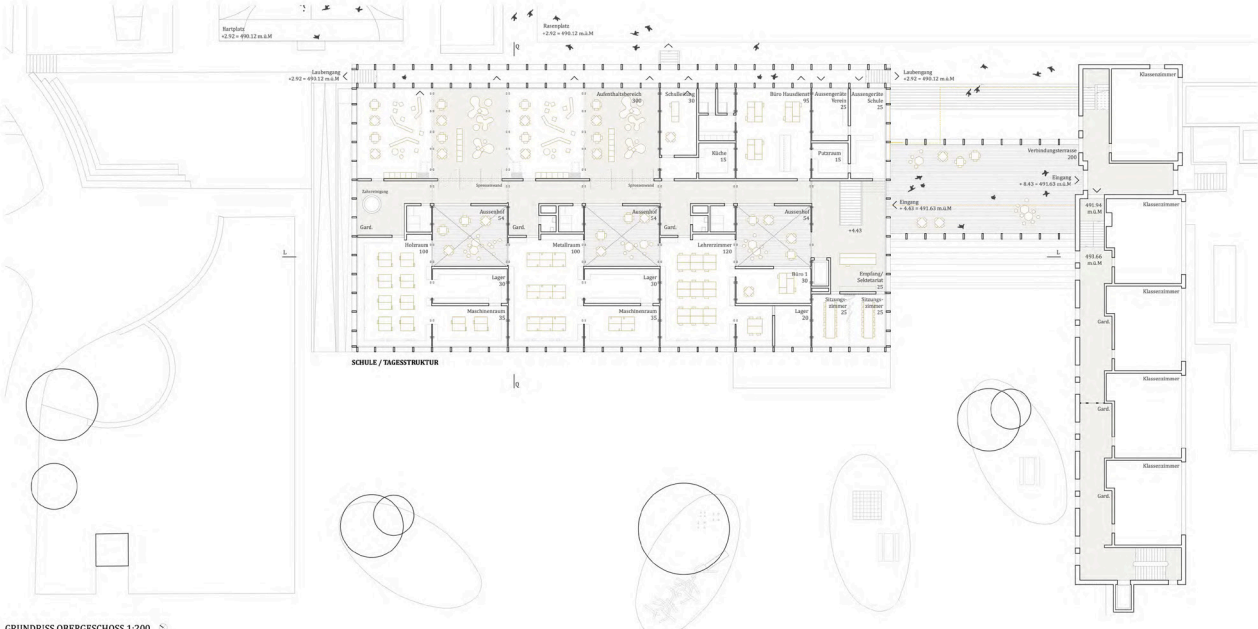 Hartplatz
+2.92 = 490.12 m.ü.M
Rasenplatz
+2.92 = 490.12 m.ü.M
Q
Laubengang
+2.92 = 490.12 m.ü.M
Laubengang
+2.92 = 490.12 m.ü.M
Klassenzimmer
Aufenthaltsbereich
300
Schulleitung
30
Büro Hausdienst
95
Aussengeräte
Verein
25
Aussengeräte
Schule
25
Küche
15
Putzraum
15
Verbindungsterrasse
200
Eingang
+ 8.43 = 491.63 m.ü.M
Eingang
+ 4.43 = 491.63 m.ü.M
Gard.
Aussenhof
54
Gard.
Aussenhof
54
Gard.
Aussenhof
54
+4.43
491.94
m.ü.M
Klassenzimmer
Holzraum
100
Metallraum
100
Lehrerzimmer
120
L
L
490.66
m.ü.M
Lager
30
Lager
30
Büro 1
30
Empfang/
Sekretariat
35
Klassenzimmer
Maschinenraum
35
Maschinenraum
35
Lager
20
Sitzungs-
zimmer
25
Sitzungs-
zimmer
25
Gard.
SCHULE / TAGESSTRUKTUR
Q
Klassenzimmer
Gard.
Klassenzimmer
Gard.
GRUNDRISS OBERGESCHOSS 1:200